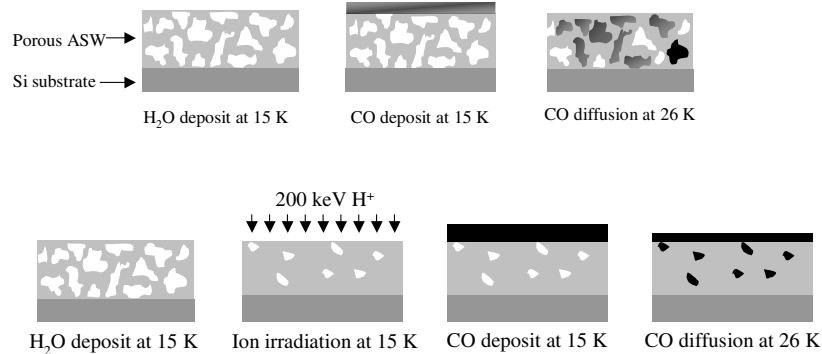 Porous ASW
Si substrate
H₂O deposit at 15 K
CO deposit at 15 K
CO diffusion at 26 K
200 keV H⁺
H₂O deposit at 15 K
Ion irradiation at 15 K
CO deposit at 15 K
CO diffusion at 26 K